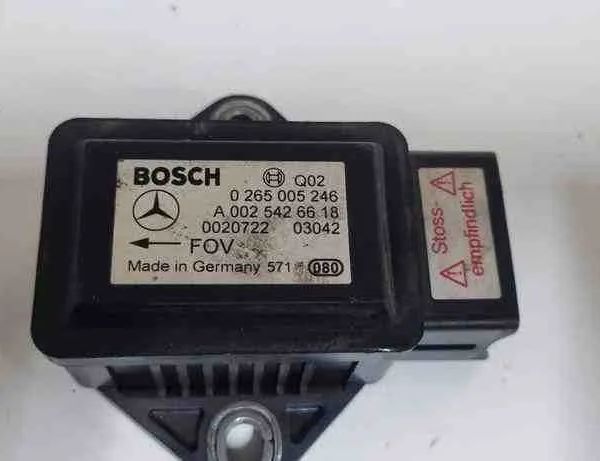 BOSCH Q02
0 265 005 246
A 002 542 66 18
0020722 03042
FOV
Made in Germany 571 080
Stoss-
empfindlich